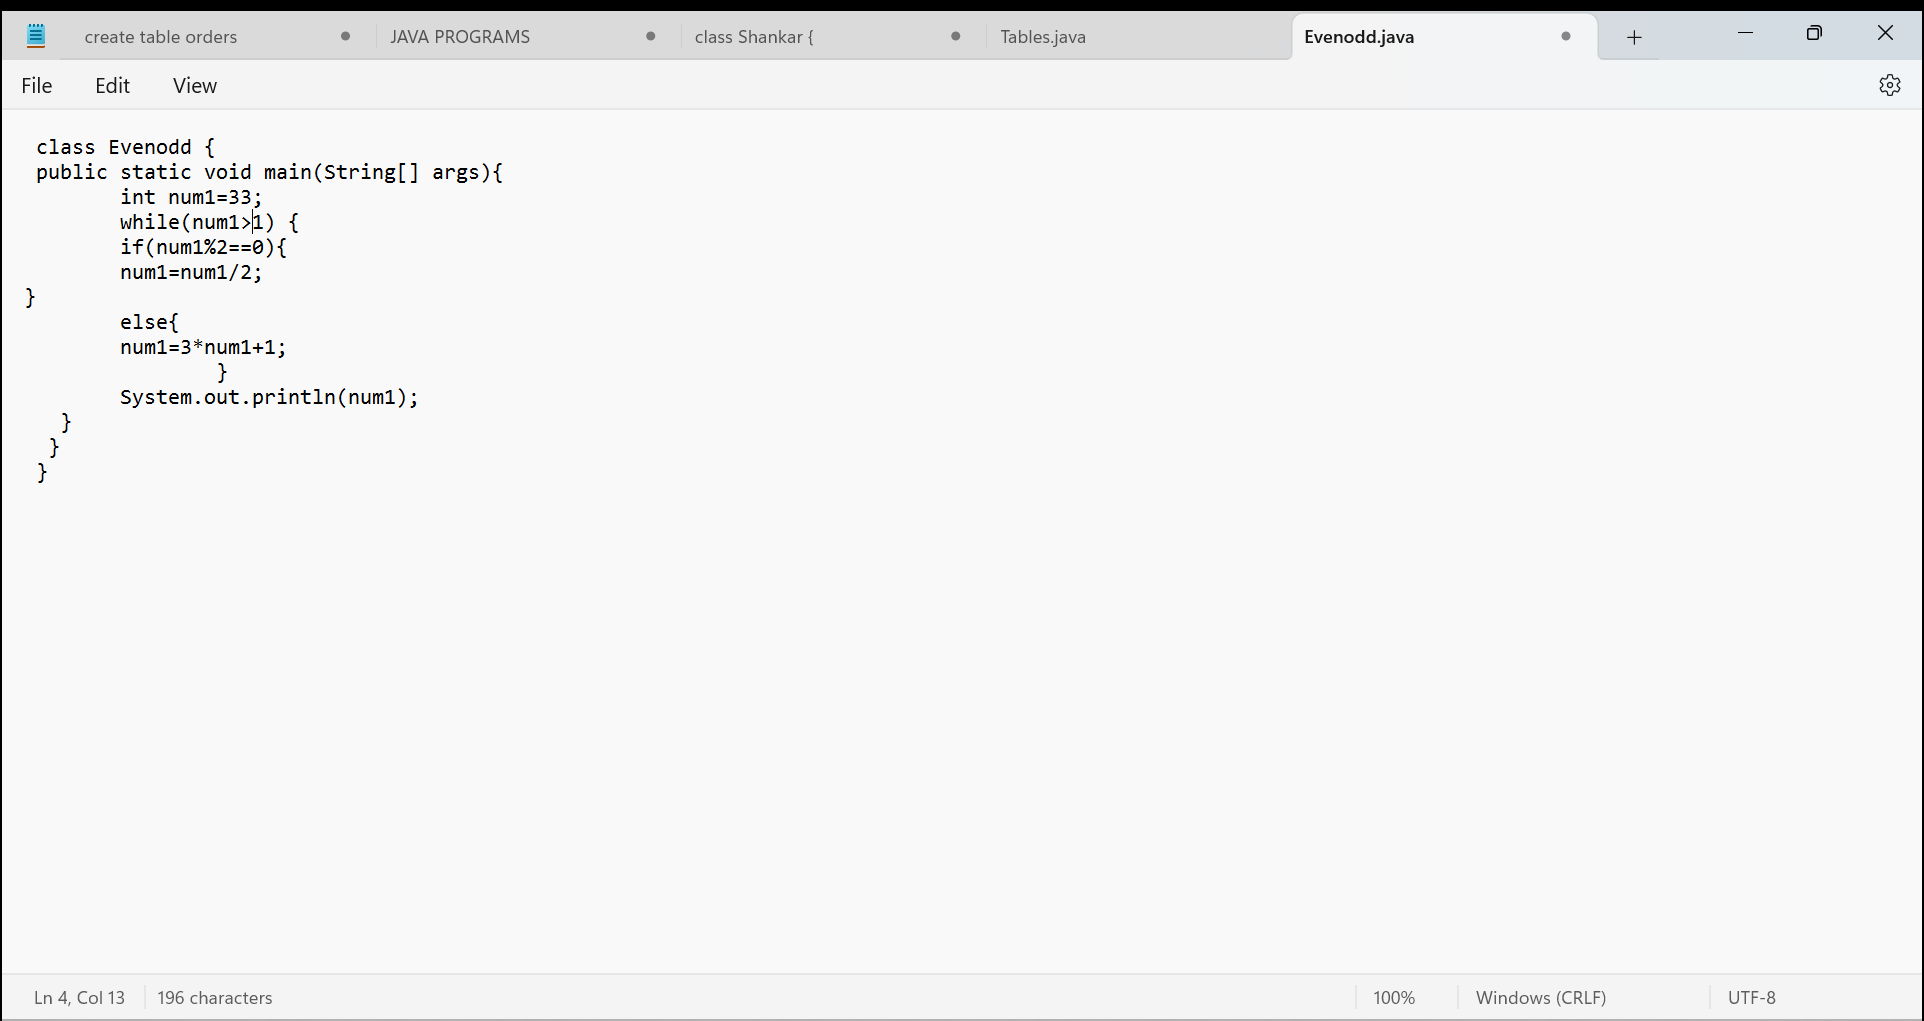 create table orders JAVA PROGRAMS class Shankar { Tables.java Evenodd.java
File Edit View
class Evenodd {
public static void main(String[] args){
int num1=33;
while(num1>1) {
if(num1%2==0){
num1=num1/2;
}
else{
num1=3*num1+1;
}
System.out.println(num1);
}
}
}
Ln 4, Col 13 196 characters 100% Windows (CRLF) UTF-8